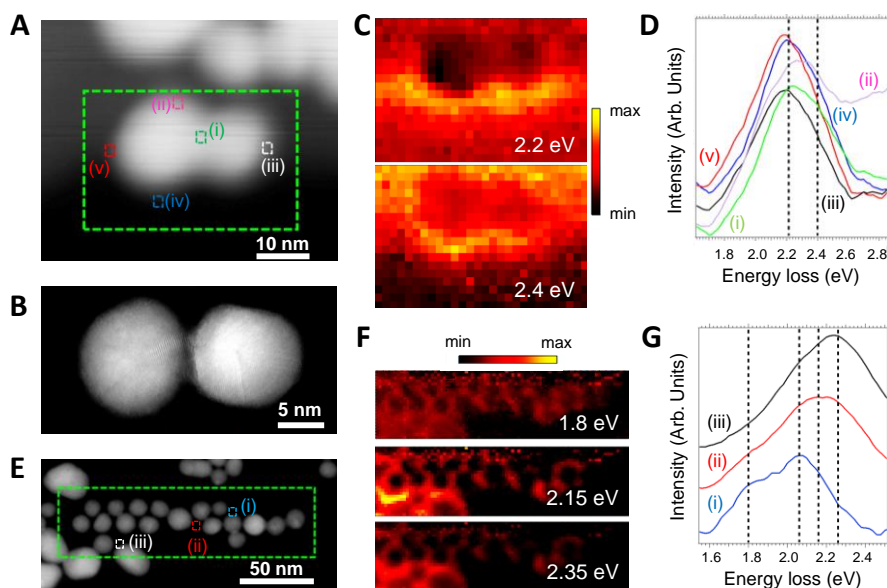 A
(ii)
(i)
(v)
(iii)
(iv)
10 nm
B
5 nm
C
2.2 eV
2.4 eV
max
min
D
Intensity (Arb. Units)
(ii)
(iv)
(v)
(iii)
(i)
1.8 2.0 2.2 2.4 2.6 2.8
Energy loss (eV)
E
(i)
(iii)
(ii)
50 nm
F
min max
1.8 eV
2.15 eV
2.35 eV
G
Intensity (Arb. Units)
(iii)
(ii)
(i)
1.6 1.8 2.0 2.2 2.4
Energy loss (eV)